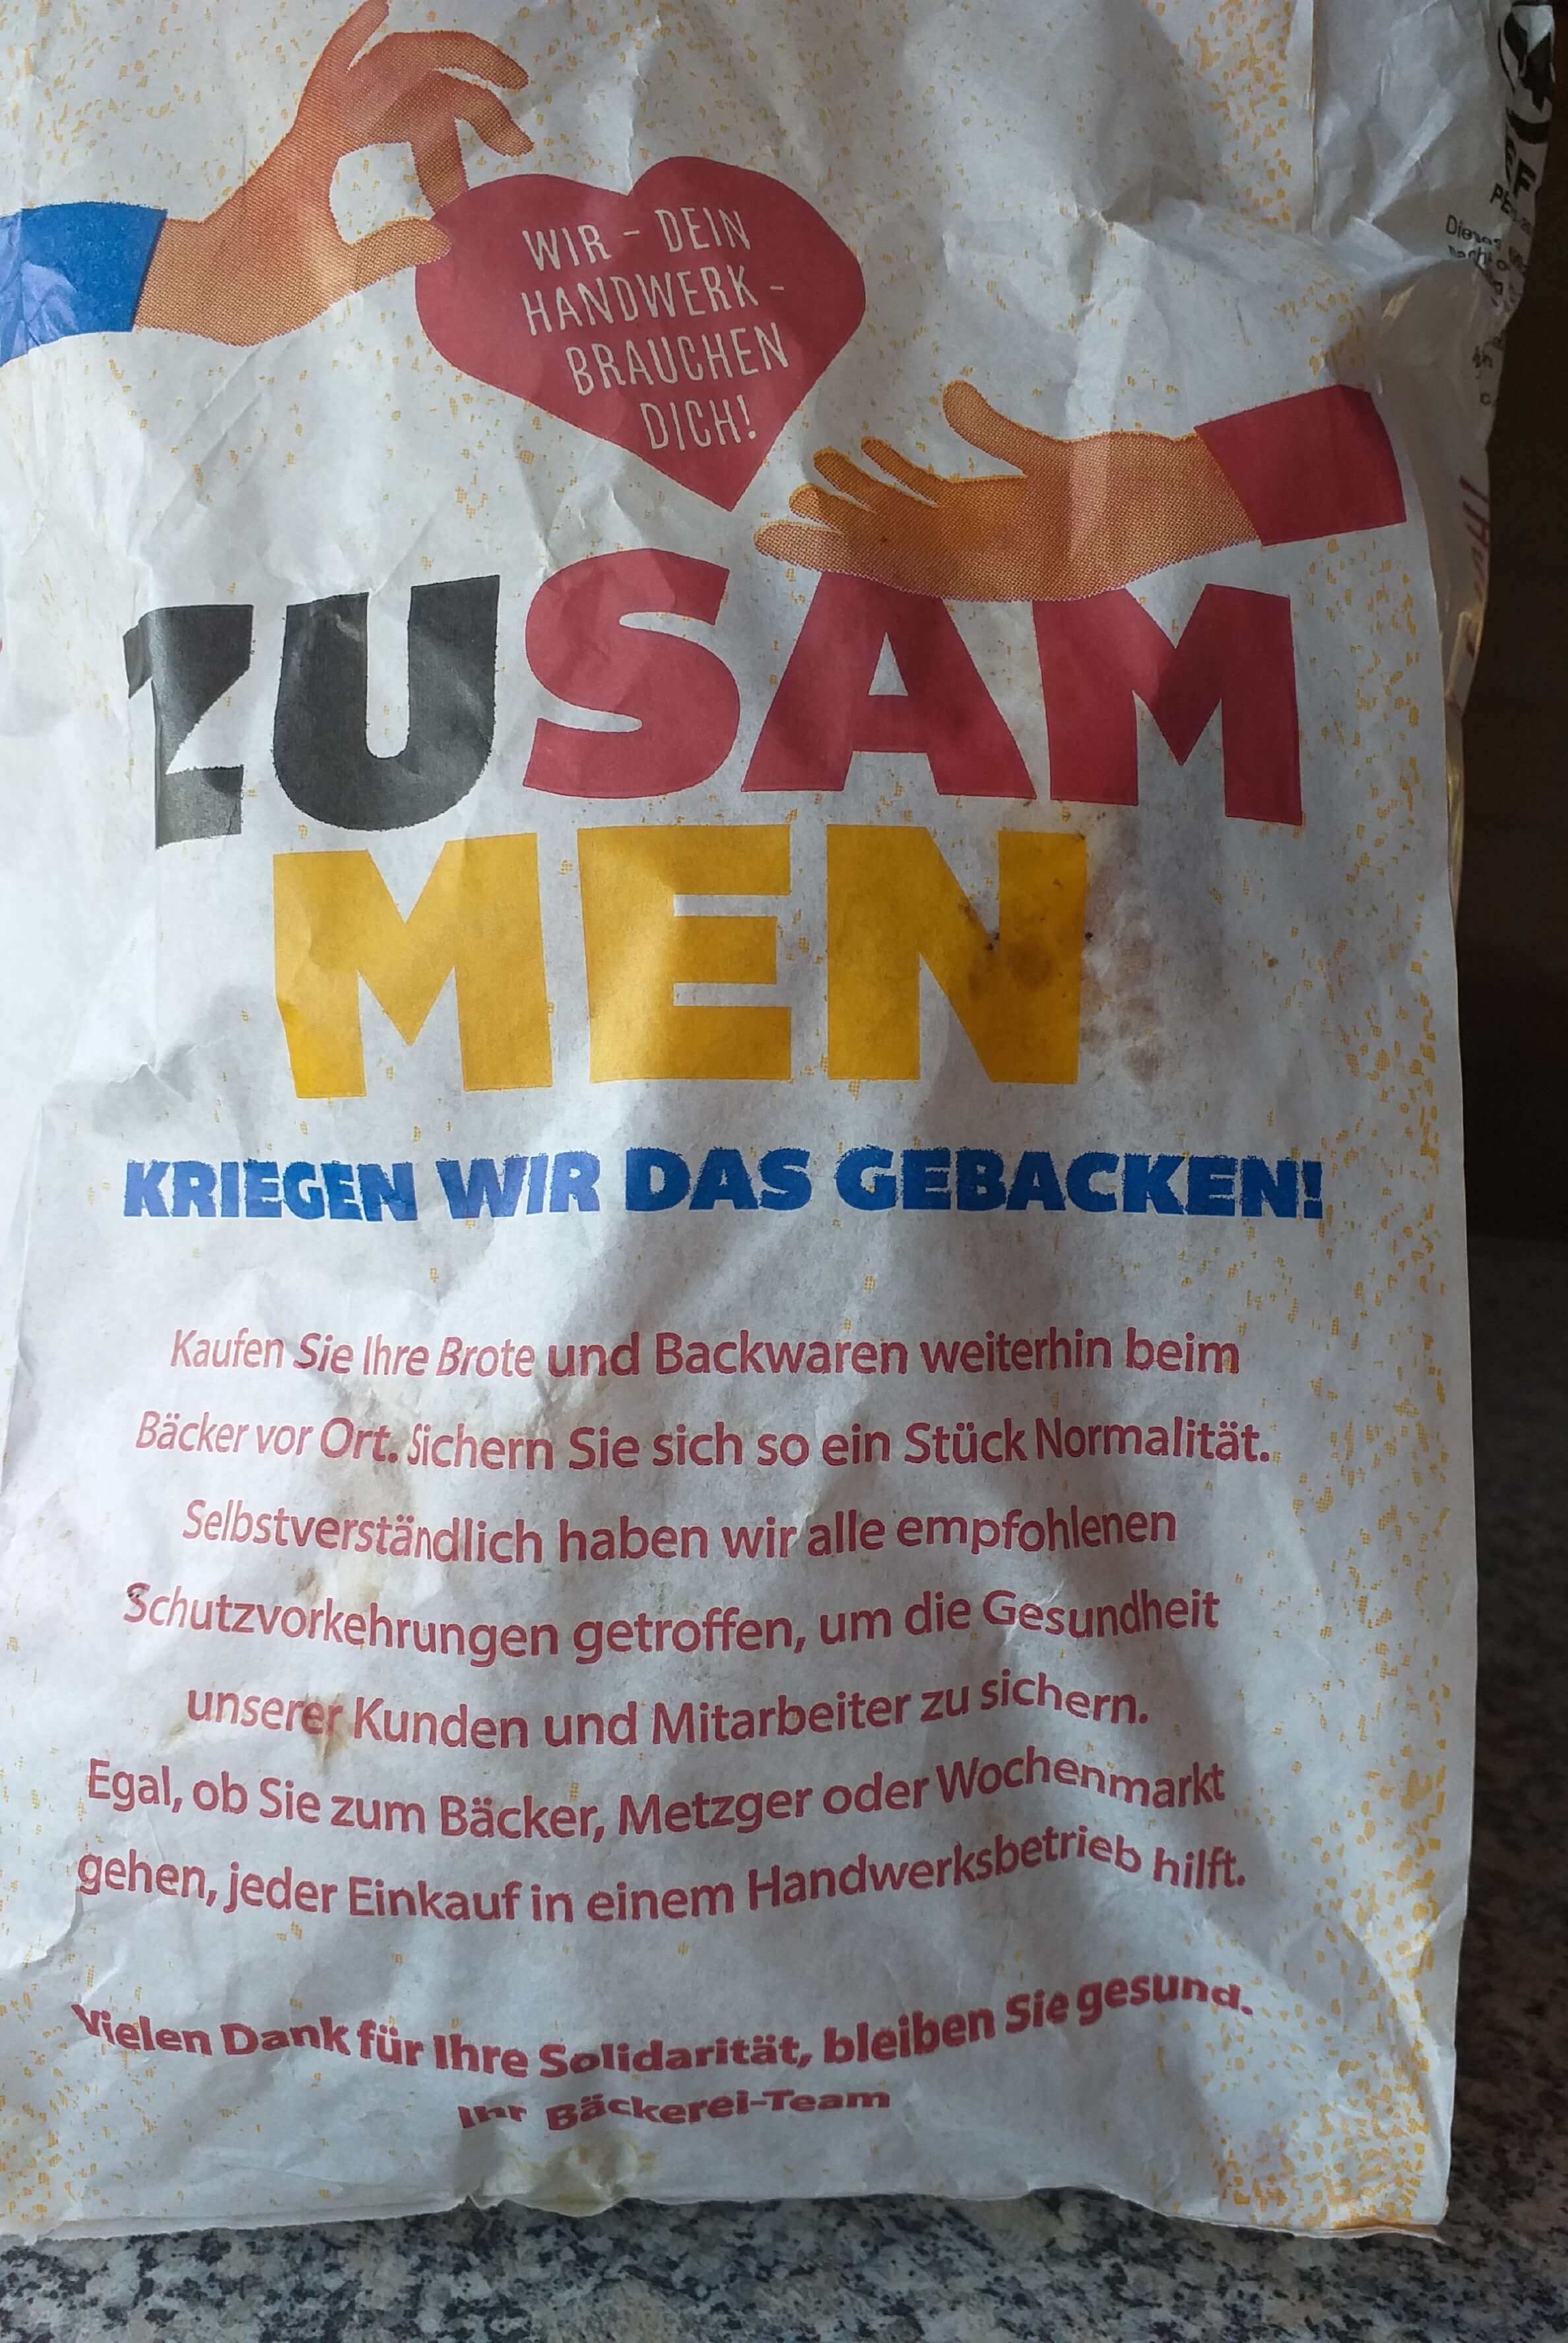 WIR - DEIN
HANDWERK -
BRAUCHEN
DICH!
ZUSAM
MEN
KRIEGEN WIR DAS GEBACKEN!
Kaufen Sie Ihre Brote und Backwaren weiterhin beim
Bäcker vor Ort. Sichern Sie sich so ein Stück Normalität.
Selbstverständlich haben wir alle empfohlenen
Schutzvorkehrungen getroffen, um die Gesundheit
unserer Kunden und Mitarbeiter zu sichern.
Egal, ob Sie zum Bäcker, Metzger oder Wochenmarkt
gehen, jeder Einkauf in einem Handwerksbetrieb hilft.
Vielen Dank für Ihre Solidarität, bleiben Sie gesund.
Ihr Bäckerei-Team